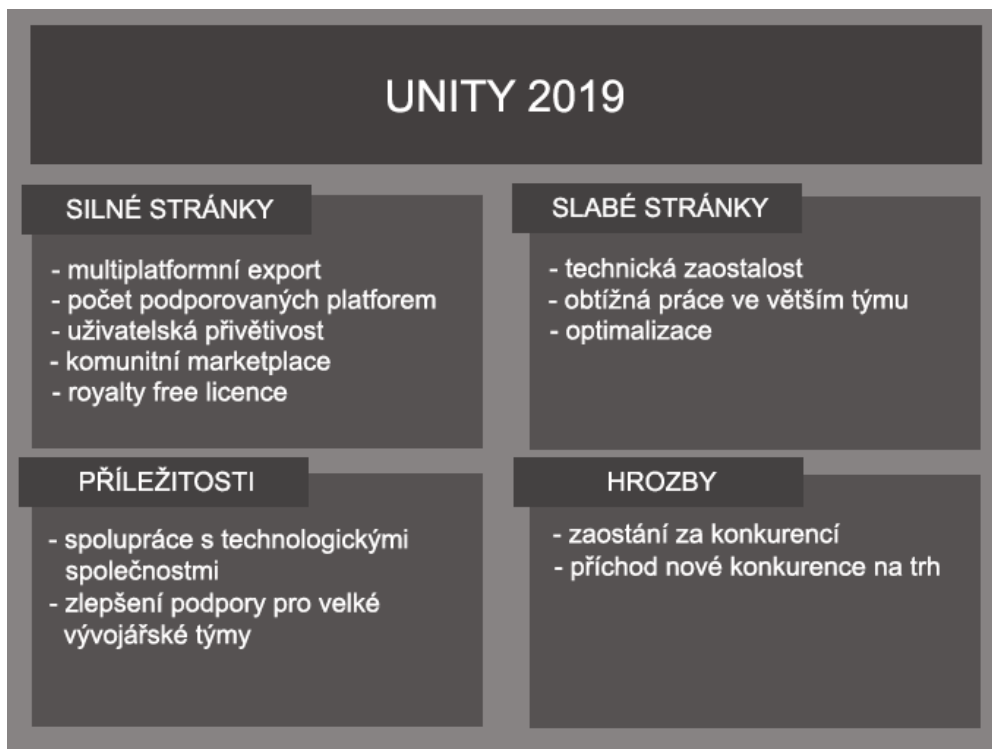 UNITY 2019
SILNÉ STRÁNKY
- multiplatformní export
- počet podporovaných platforem
- uživatelská přivětivost
- komunitní marketplace
- royalty free licence
SLABÉ STRÁNKY
- technická zaostalost
- obtížná práce ve větším týmu
- optimalizace
PŘÍLEŽITOSTI
- spolupráce s technologickými
společnostmi
- zlepšení podpory pro velké
vývojářské týmy
HROZBY
- zaostání za konkurencí
- příchod nové konkurence na trh